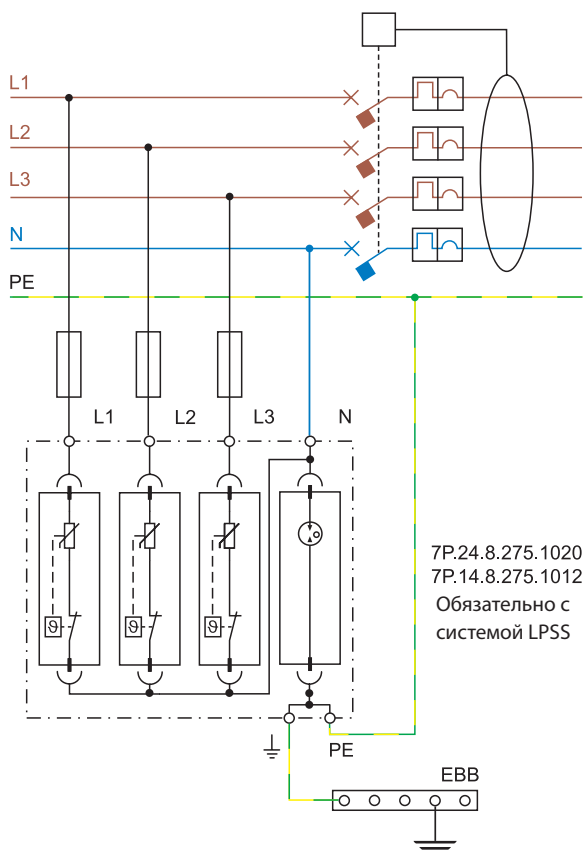 L1
L2
L3
N
PE
L1 L2 L3 N
ϑ ϑ ϑ
7P.24.8.275.1020
7P.14.8.275.1012
Обязательно с
системой LPSS
PE
EBB